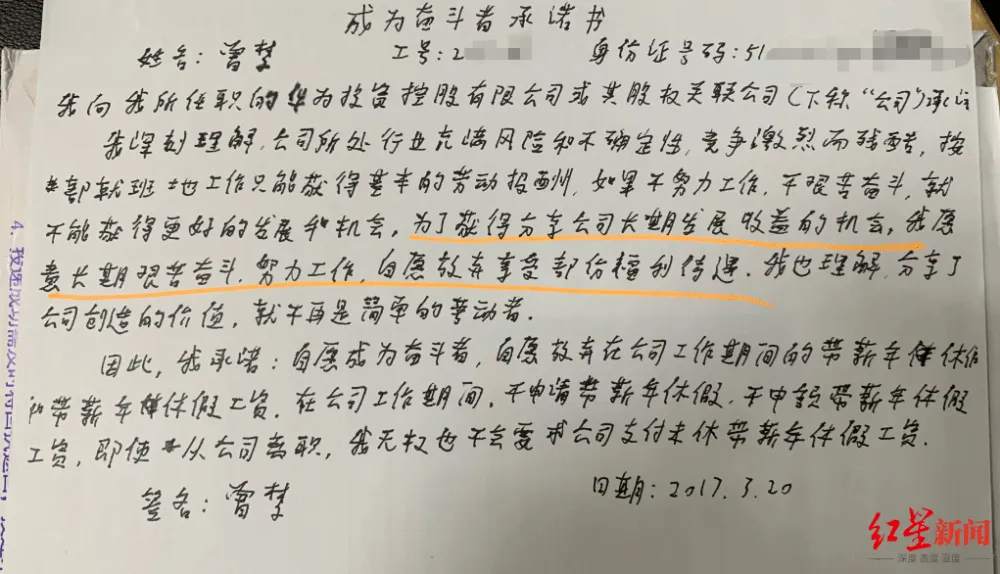 成为奋斗者承诺书
姓名：曾梦 工号：2 身份证号码：51
我向我所任职的华为投资控股有限公司或其股权关联公司（下称“公司”）承诺
我深刻理解，公司所处行业充满风险和不确定性，竞争激烈而残酷，按
部就班地工作只能获得基本的劳动报酬，如果不努力工作，不艰苦奋斗，就
不能获得更好的发展和机会。为了获得分享公司长期发展收益的机会，我愿
意长期艰苦奋斗，努力工作，自愿放弃享受部份福利待遇。我也理解，分享了
公司创造的价值，就不再是简单的劳动者。
因此，我承诺：自愿成为奋斗者，自愿放弃在公司工作期间的带薪年休假
和带薪年休假工资。在公司工作期间，不申请带薪年休假，不申领带薪年休假
工资，即使从公司离职，我无权也不会要求公司支付未休带薪年休假工资。
签名：曾梦 日期：2017.3.20
4、我
红星新闻
深度 态度 温度